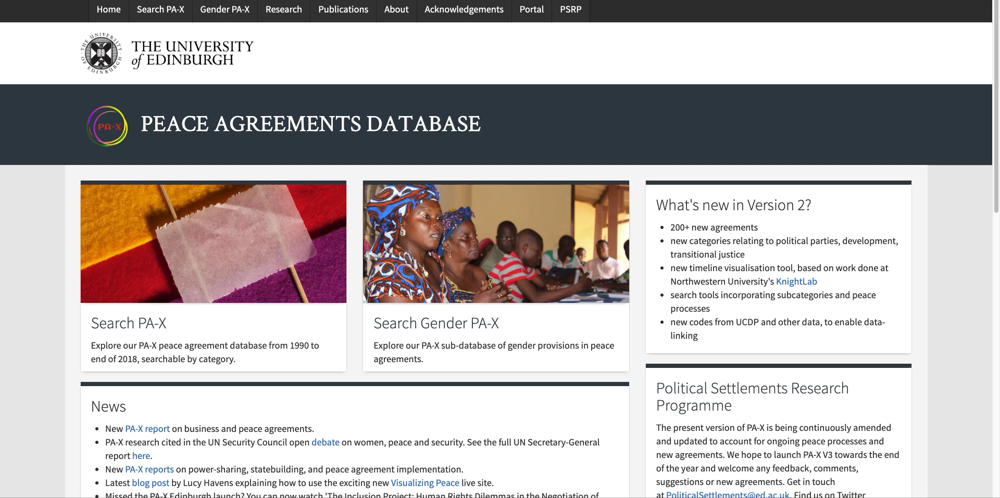 Home
Search PA-X
Gender PA-X
Research
Publications
About
Acknowledgements
Portal
PSRP
THE UNIVERSITY OF EDINBURGH
THE UNIVERSITY
of EDINBURGH
PA-X
PEACE AGREEMENTS DATABASE
Search PA-X
Explore our PA-X peace agreement database from 1990 to
end of 2018, searchable by category.
Search Gender PA-X
Explore our PA-X sub-database of gender provisions in peace
agreements.
News
New PA-X report on business and peace agreements.
PA-X research cited in the UN Security Council open debate on women, peace and security. See the full UN Secretary-General
report here.
New PA-X reports on power-sharing, statebuilding, and peace agreement implementation.
Latest blog post by Lucy Havens explaining how to use the exciting new Visualizing Peace live site.
Missed the PA-X Edinburgh launch? You can now watch 'The Inclusion Project: Human Rights Dilemmas in the Negotiation of
What's new in Version 2?
200+ new agreements
new categories relating to political parties, development,
transitional justice
new timeline visualisation tool, based on work done at
Northwestern University's KnightLab
search tools incorporating subcategories and peace
processes
new codes from UCDP and other data, to enable data-
linking
Political Settlements Research
Programme
The present version of PA-X is being continuously amended
and updated to account for ongoing peace processes and
new agreements. We hope to launch PA-X V3 towards the end
of the year and welcome any feedback, comments,
suggestions or new agreements. Get in touch
at PoliticalSettlements@ed.ac.uk. Find us on Twitter